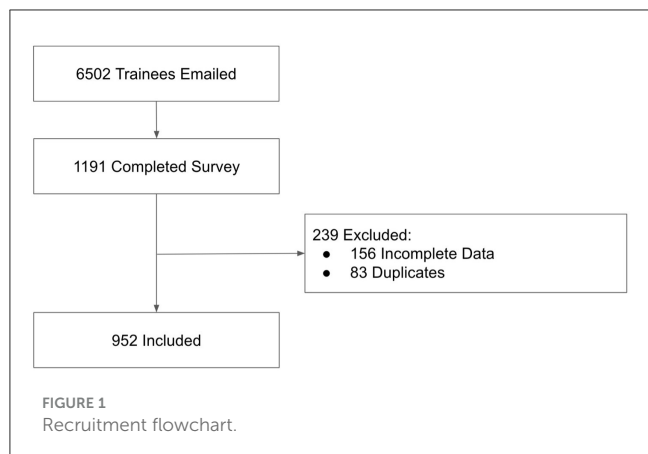 6502 Trainees Emailed
1191 Completed Survey
239 Excluded:
● 156 Incomplete Data
● 83 Duplicates
952 Included
FIGURE 1
Recruitment flowchart.